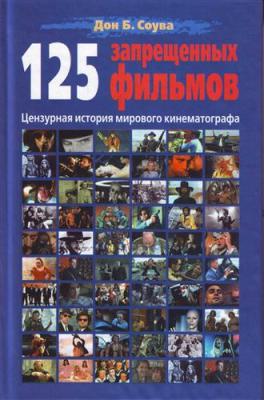 Дон Б. Соува
125 запрещенных
фильмов
Цензурная история мирового кинематографа